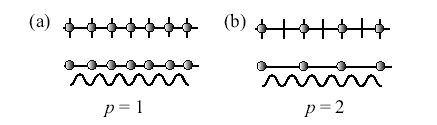 (a) (b)
p = 1 p = 2